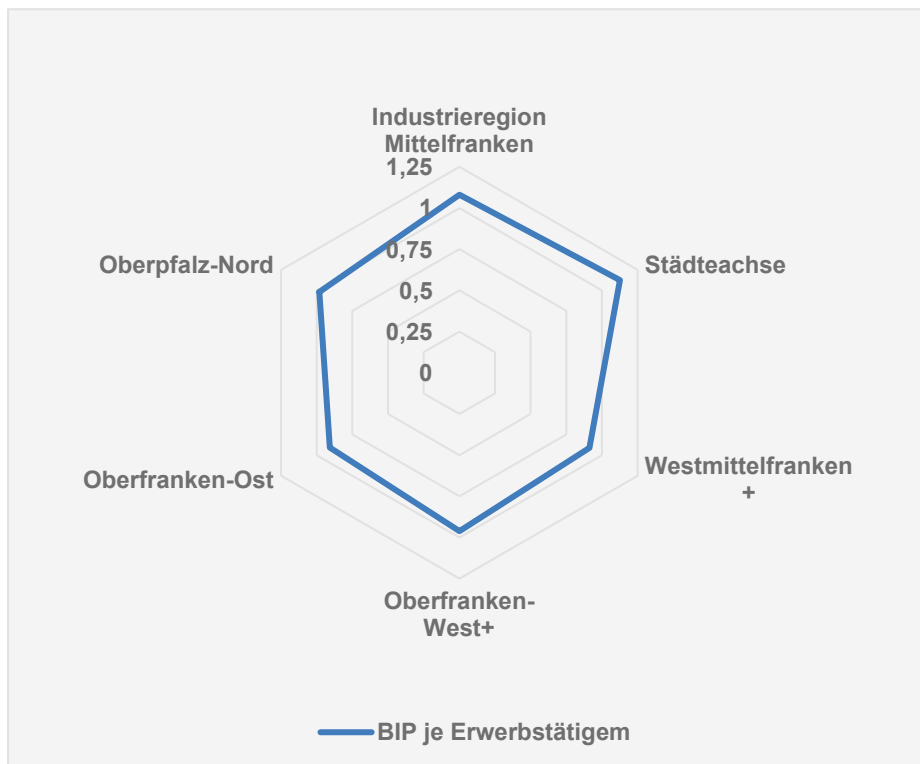 Industrieregion
Mittelfranken
1,25
1
0,75
0,5
0,25
0
Oberpfalz-Nord
Städteachse
Oberfranken-Ost
Westmittelfranken
+
Oberfranken-
West+
BIP je Erwerbstätigem